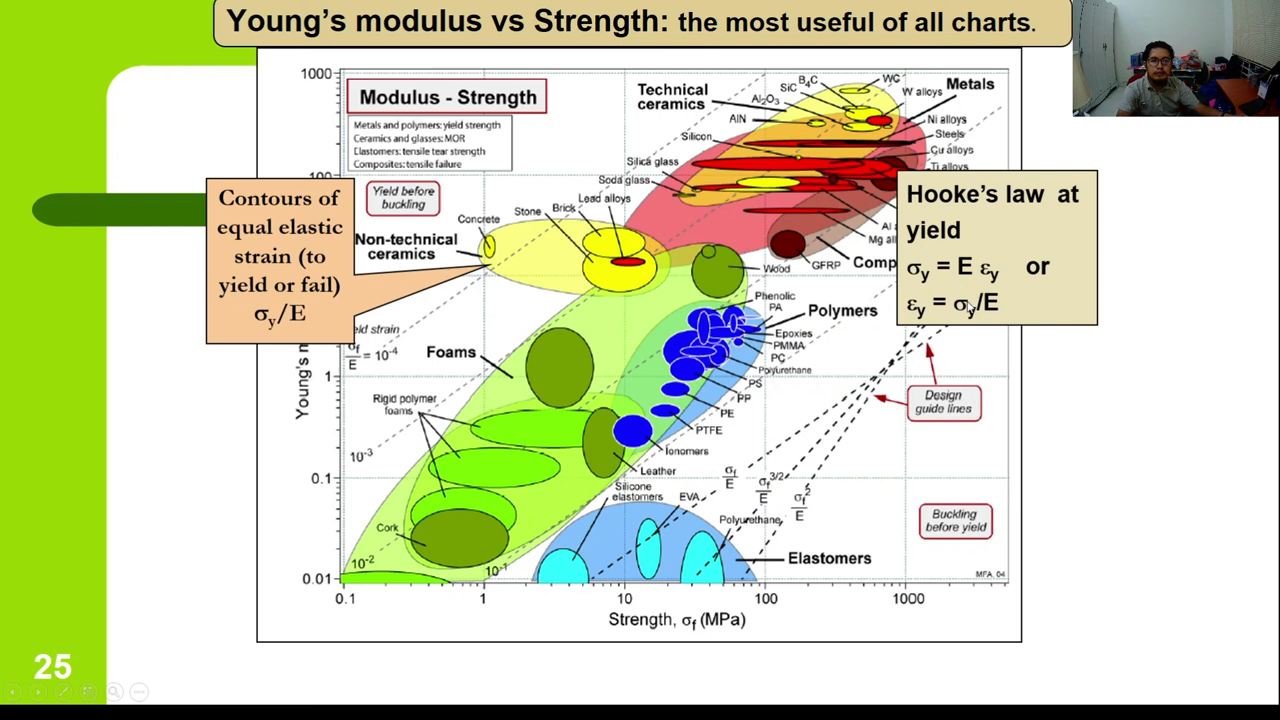 Young's modulus vs Strength: the most useful of all charts.
Modulus - Strength
Metals and polymers: yield strength
Ceramics and glasses: MOR
Elastomers: tensile tear strength
Composites: tensile failure
Yield before
buckling
Contours of
equal elastic
strain (to
yield or fail)
σy/E
Hooke's law at
yield
σy = E εy or
εy = σy/E
Technical
ceramics
B4C
SiC
Al2O3
AlN
WC
W alloys
Metals
Ni alloys
Steels
Cu alloys
Ti alloys
Al
Mg al
Silicon
Silica glass
Soda glass
Lead alloys
Brick
Stone
Concrete
Non-technical
ceramics
Wood
GFRP
Comp
Phenolic
PA
Polymers
Epoxies
PMMA
PC
Polyurethane
PS
PP
PE
PTFE
Ionomers
Leather
Foams
Rigid polymer
foams
Cork
Silicone
elastomers
EVA
Polyurethane
Elastomers
strain
σf
E = 10-4
10-3
10-2
10-1
σf
E
σf3/2
E
σf2
E
Design
guide lines
Buckling
before yield
MFA, 04
1000
1
0.1
0.01
Young's m
0.1
1
10
100
1000
Strength, σf (MPa)
25